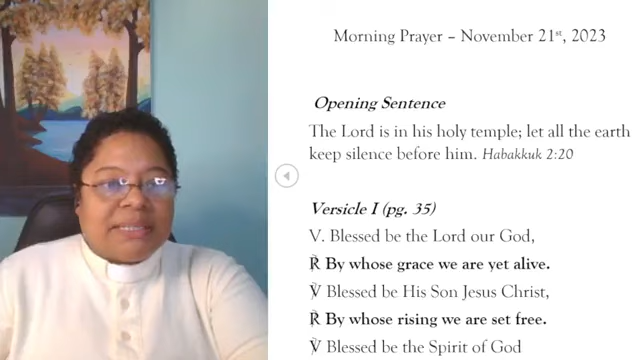 Morning Prayer – November 21st, 2023
Opening Sentence
The Lord is in his holy temple; let all the earth
keep silence before him. Habakkuk 2:20
Versicle I (pg. 35)
V. Blessed be the Lord our God,
℟ By whose grace we are yet alive.
℣ Blessed be His Son Jesus Christ,
℟ By whose rising we are set free.
℣ Blessed be the Spirit of God